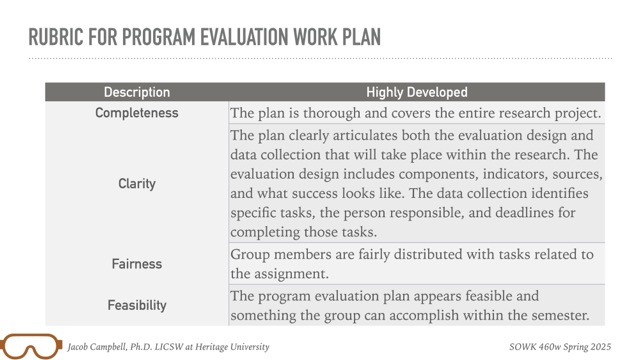 RUBRIC FOR PROGRAM EVALUATION WORK PLAN
Description
Highly Developed
Completeness
The plan is thorough and covers the entire research project.
Clarity
The plan clearly articulates both the evaluation design and
data collection that will take place within the research. The
evaluation design includes components, indicators, sources,
and what success looks like. The data collection identifies
specific tasks, the person responsible, and deadlines for
completing those tasks.
Fairness
Group members are fairly distributed with tasks related to
the assignment.
Feasibility
The program evaluation plan appears feasible and
something the group can accomplish within the semester.
Jacob Campbell, Ph.D. LICSW at Heritage University
SOWK 460w Spring 2025